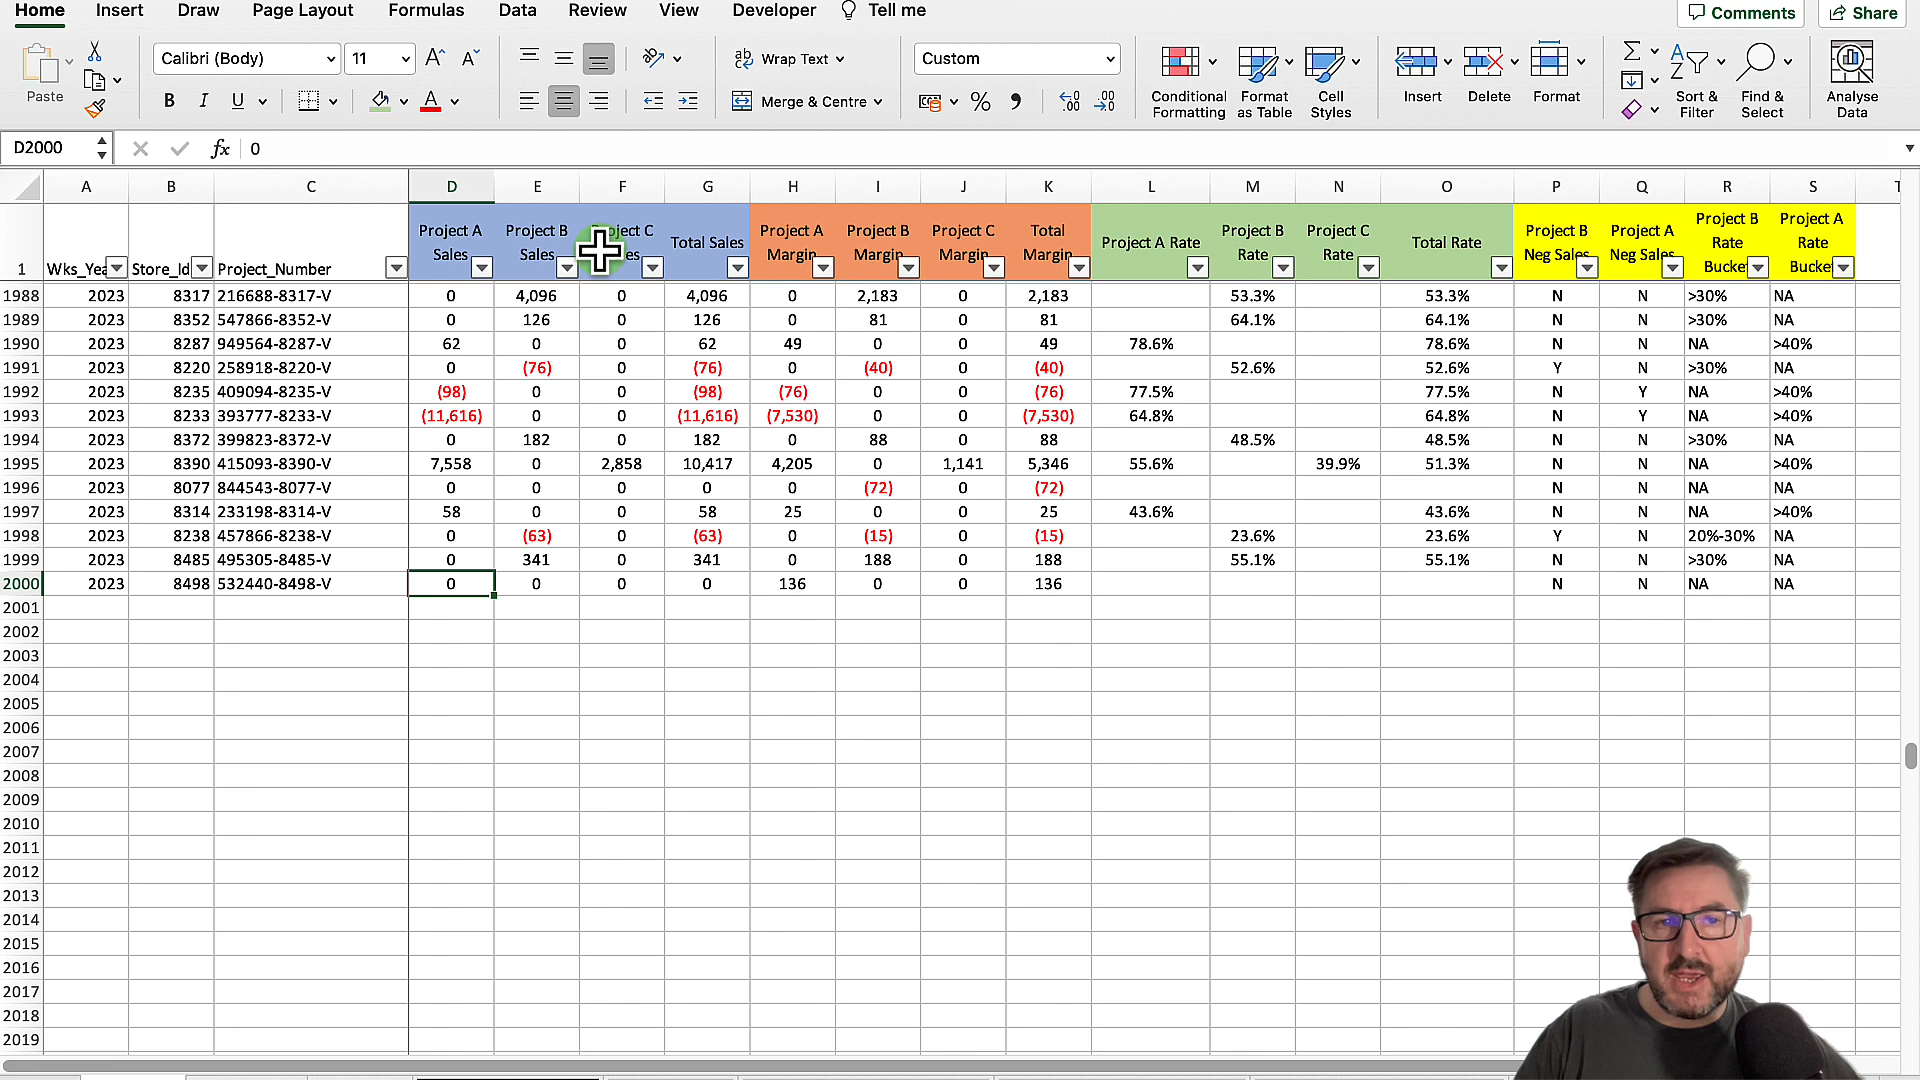 Home Insert Draw Page Layout Formulas Data Review View Developer Tell me Comments Share
Paste
Calibri (Body) 11
B I U
Wrap Text
Merge & Centre
Custom
Conditional Formatting
Format as Table
Cell Styles
Insert Delete Format
Sort & Filter
Find & Select
Analyse Data
D2000 fx 0
A B C D E F G H I J K L M N O P Q R S
1 Store_Id Project_Number Project A Sales Project B Sales Total Sales Project A Margin Project B Margin Project C Margin Total Margin Project A Rate Project B Rate Project C Rate Total Rate Project B Neg Sales Project A Neg Sales Project B Rate Project A Rate
1988 2023 8317 216688-8317-V 0 4,096 0 4,096 0 2,183 0 2,183 53.3% 53.3% N N >30% NA
1989 2023 8352 547866-8352-V 0 126 0 126 0 81 0 81 64.1% 64.1% N N >30% NA
1990 2023 8287 949564-8287-V 62 0 0 62 49 0 0 49 78.6% 78.6% N N NA >40%
1991 2023 8220 258918-8220-V 0 (76) 0 (76) 0 (40) 0 (40) 52.6% 52.6% Y N >30% NA
1992 2023 8235 409094-8235-V (98) 0 0 (98) (76) 0 0 (76) 77.5% 77.5% N Y NA >40%
1993 2023 8233 393777-8233-V (11,616) 0 0 (11,616) (7,530) 0 0 (7,530) 64.8% 64.8% N Y NA >40%
1994 2023 8372 399823-8372-V 0 182 0 182 0 88 0 88 48.5% 48.5% N N >30% NA
1995 2023 8390 415093-8390-V 7,558 0 2,858 10,417 4,205 0 1,141 5,346 55.6% 39.9% 51.3% N N NA >40%
1996 2023 8077 844543-8077-V 0 0 0 0 0 (72) 0 (72) N N NA NA
1997 2023 8314 233198-8314-V 58 0 0 58 25 0 0 25 43.6% 43.6% N N NA >40%
1998 2023 8238 457866-8238-V 0 (63) 0 (63) 0 (15) 0 (15) 23.6% 23.6% Y N 20%-30% NA
1999 2023 8485 495305-8485-V 0 341 0 341 0 188 0 188 55.1% 55.1% N N >30% NA
2000 2023 8498 532440-8498-V 0 0 0 0 136 0 0 136 N N NA NA
2001
2002
2003
2004
2005
2006
2007
2008
2009
2010
2011
2012
2013
2014
2015
2016
2017
2018
2019